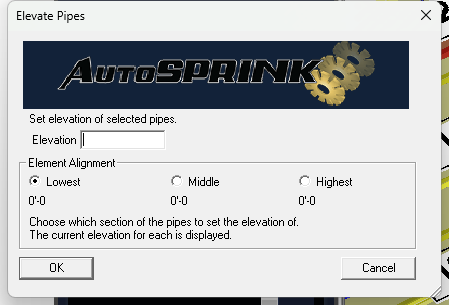 Elevate Pipes
AUTOSPRINK
Set elevation of selected pipes.
Elevation
Element Alignment
Lowest
Middle
Highest
0'-0
0'-0
0'-0
Choose which section of the pipes to set the elevation of.
The current elevation for each is displayed.
OK
Cancel